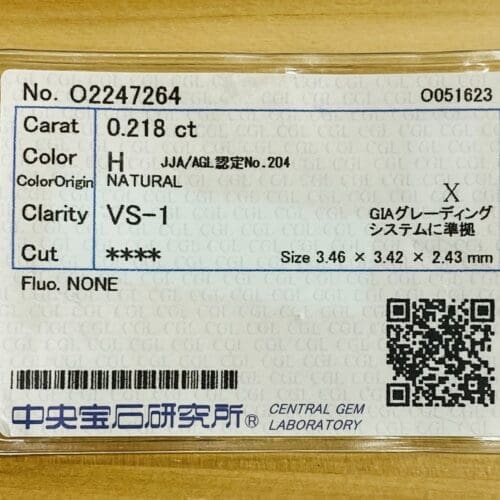 No. O2247264 O051623
Carat 0.218 ct
Color H JJA/AGL認定No.204
ColorOrigin NATURAL
X
Clarity VS-1 GIAグレーディング
システムに準拠
Cut **** Size 3.46 × 3.42 × 2.43 mm
Fluo. NONE
中央宝石研究所® CENTRAL GEM
LABORATORY